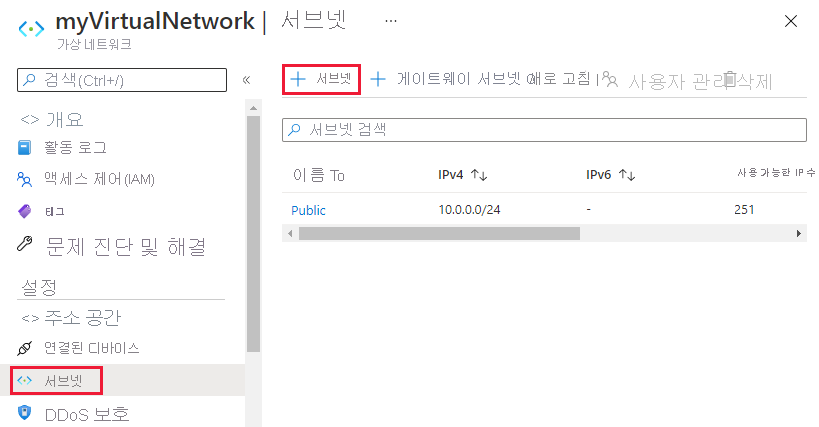 myVirtualNetwork | 서브넷 ...
가상 네트워크
검색(Ctrl+/)
«
<> 개요
활동 로그
액세스 제어(IAM)
태그
문제 진단 및 해결
설정
<> 주소 공간
연결된 디바이스
서브넷
DDoS 보호
+ 서브넷 + 게이트웨이 서브넷 새로 고침 | 사용자 관리 삭제
서브넷 검색
이름 To IPv4 ↑↓ IPv6 ↑↓ 사용 가능한 IP 수
Public 10.0.0.0/24 - 251